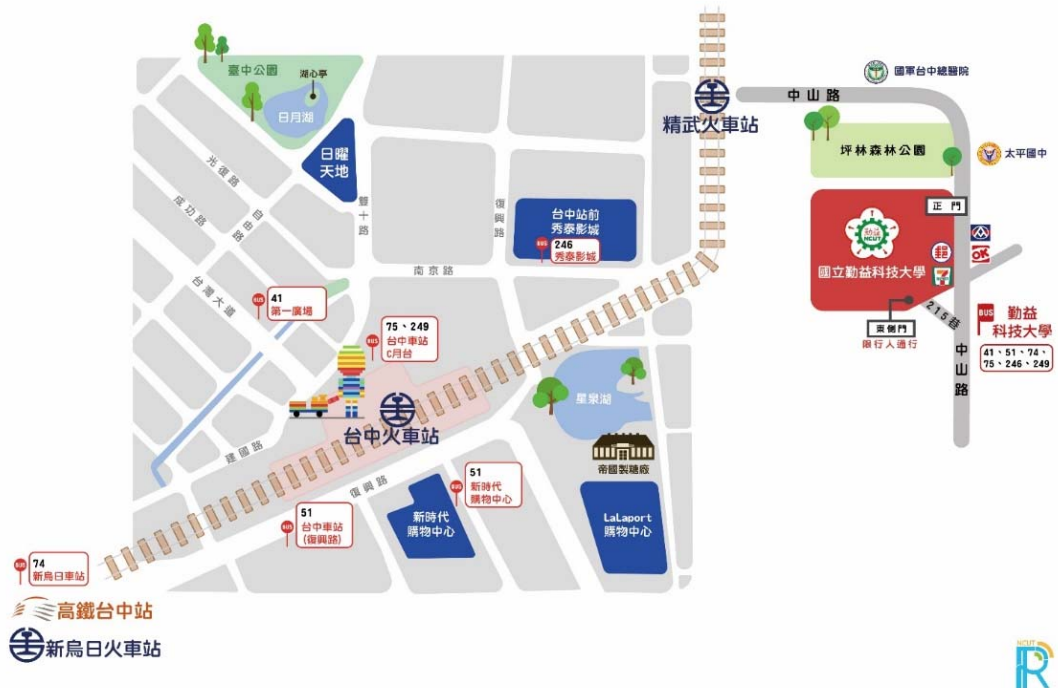 臺中公園
湖心亭
日月湖
日曜
天地
光復路
成功路
自由路
台灣大道
雙十路
復興路
南京路
台中站前
秀泰影城
BUS
246
秀泰影城
精武火車站
中山路
國軍台中總醫院
坪林森林公園
太平國中
正門
勤益
NCUT
國立勤益科技大學
郵
OK
東側門
限行人通行
215巷
中山路
BUS
勤益
科技大學
41、51、74、
75、246、249
BUS
41
第一廣場
BUS
75、249
台中車站
C月台
台中火車站
建國路
復興路
星泉湖
帝國製糖廠
BUS
51
新時代
購物中心
新時代
購物中心
LaLaport
購物中心
BUS
51
台中車站
(復興路)
BUS
74
新烏日車站
高鐵台中站
新烏日火車站
NCUT
IR